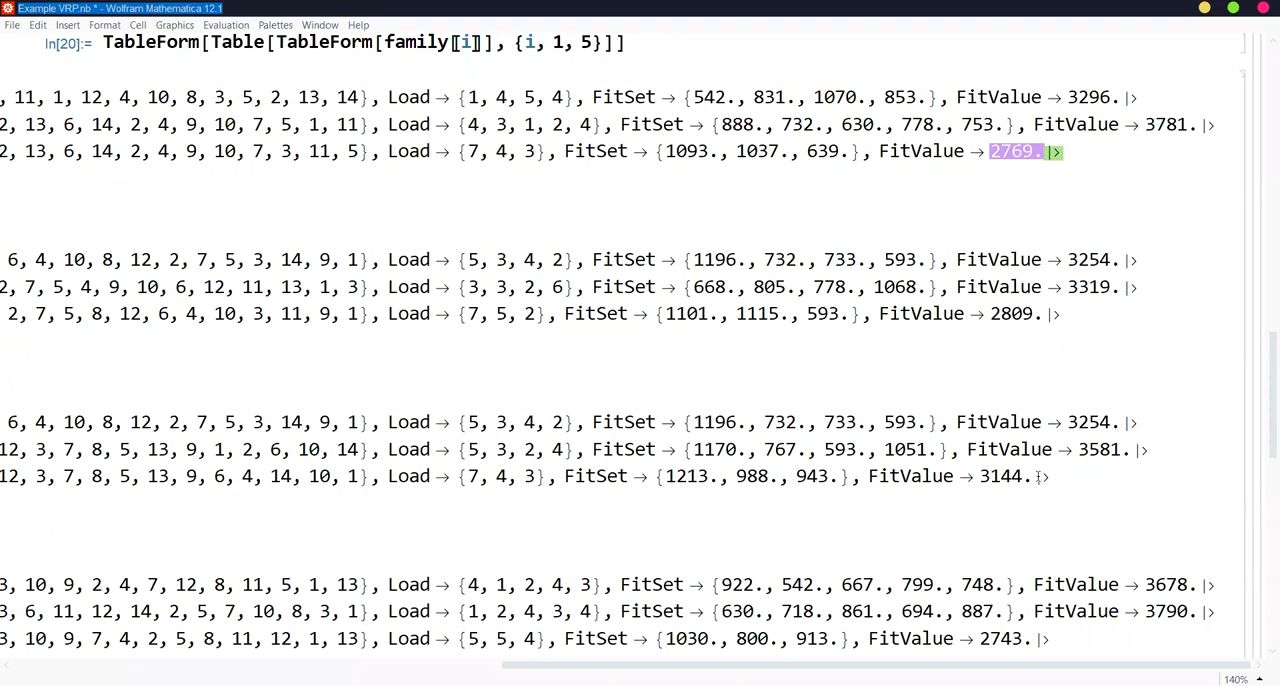 Example VRP.nb * - Wolfram Mathematica 12.1
File Edit Insert Format Cell Graphics Evaluation Palettes Window Help
In[20]:= TableForm[Table[TableForm[family[[i]]], {i, 1, 5}]]
, 11, 1, 12, 4, 10, 8, 3, 5, 2, 13, 14}, Load → {1, 4, 5, 4}, FitSet → {542., 831., 1070., 853.}, FitValue → 3296.|>
2, 13, 6, 14, 2, 4, 9, 10, 7, 5, 1, 11}, Load → {4, 3, 1, 2, 4}, FitSet → {888., 732., 630., 778., 753.}, FitValue → 3781.|>
2, 13, 6, 14, 2, 4, 9, 10, 7, 3, 11, 5}, Load → {7, 4, 3}, FitSet → {1093., 1037., 639.}, FitValue → 2769.|>
6, 4, 10, 8, 12, 2, 7, 5, 3, 14, 9, 1}, Load → {5, 3, 4, 2}, FitSet → {1196., 732., 733., 593.}, FitValue → 3254.|>
2, 7, 5, 4, 9, 10, 6, 12, 11, 13, 1, 3}, Load → {3, 3, 2, 6}, FitSet → {668., 805., 778., 1068.}, FitValue → 3319.|>
2, 7, 5, 8, 12, 6, 4, 10, 3, 11, 9, 1}, Load → {7, 5, 2}, FitSet → {1101., 1115., 593.}, FitValue → 2809.|>
6, 4, 10, 8, 12, 2, 7, 5, 3, 14, 9, 1}, Load → {5, 3, 4, 2}, FitSet → {1196., 732., 733., 593.}, FitValue → 3254.|>
12, 3, 7, 8, 5, 13, 9, 1, 2, 6, 10, 14}, Load → {5, 3, 2, 4}, FitSet → {1170., 767., 593., 1051.}, FitValue → 3581.|>
12, 3, 7, 8, 5, 13, 9, 6, 4, 14, 10, 1}, Load → {7, 4, 3}, FitSet → {1213., 988., 943.}, FitValue → 3144.|>
3, 10, 9, 2, 4, 7, 12, 8, 11, 5, 1, 13}, Load → {4, 1, 2, 4, 3}, FitSet → {922., 542., 667., 799., 748.}, FitValue → 3678.|>
3, 6, 11, 12, 14, 2, 5, 7, 10, 8, 3, 1}, Load → {1, 2, 4, 3, 4}, FitSet → {630., 718., 861., 694., 887.}, FitValue → 3790.|>
3, 10, 9, 7, 4, 2, 5, 8, 11, 12, 1, 13}, Load → {5, 5, 4}, FitSet → {1030., 800., 913.}, FitValue → 2743.|>
140%